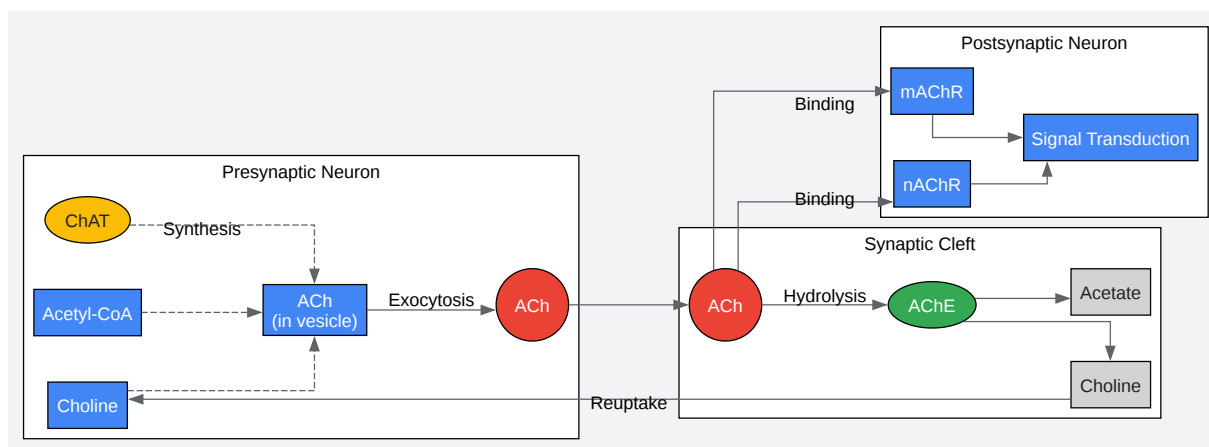 Postsynaptic Neuron
mAChR
Binding
Signal Transduction
Presynaptic Neuron
nAChR
Binding
ChAT
Synthesis
Synaptic Cleft
Acetyl-CoA
ACh
(in vesicle)
Exocytosis
ACh
ACh
Hydrolysis
AChE
Acetate
Choline
Choline
Reuptake